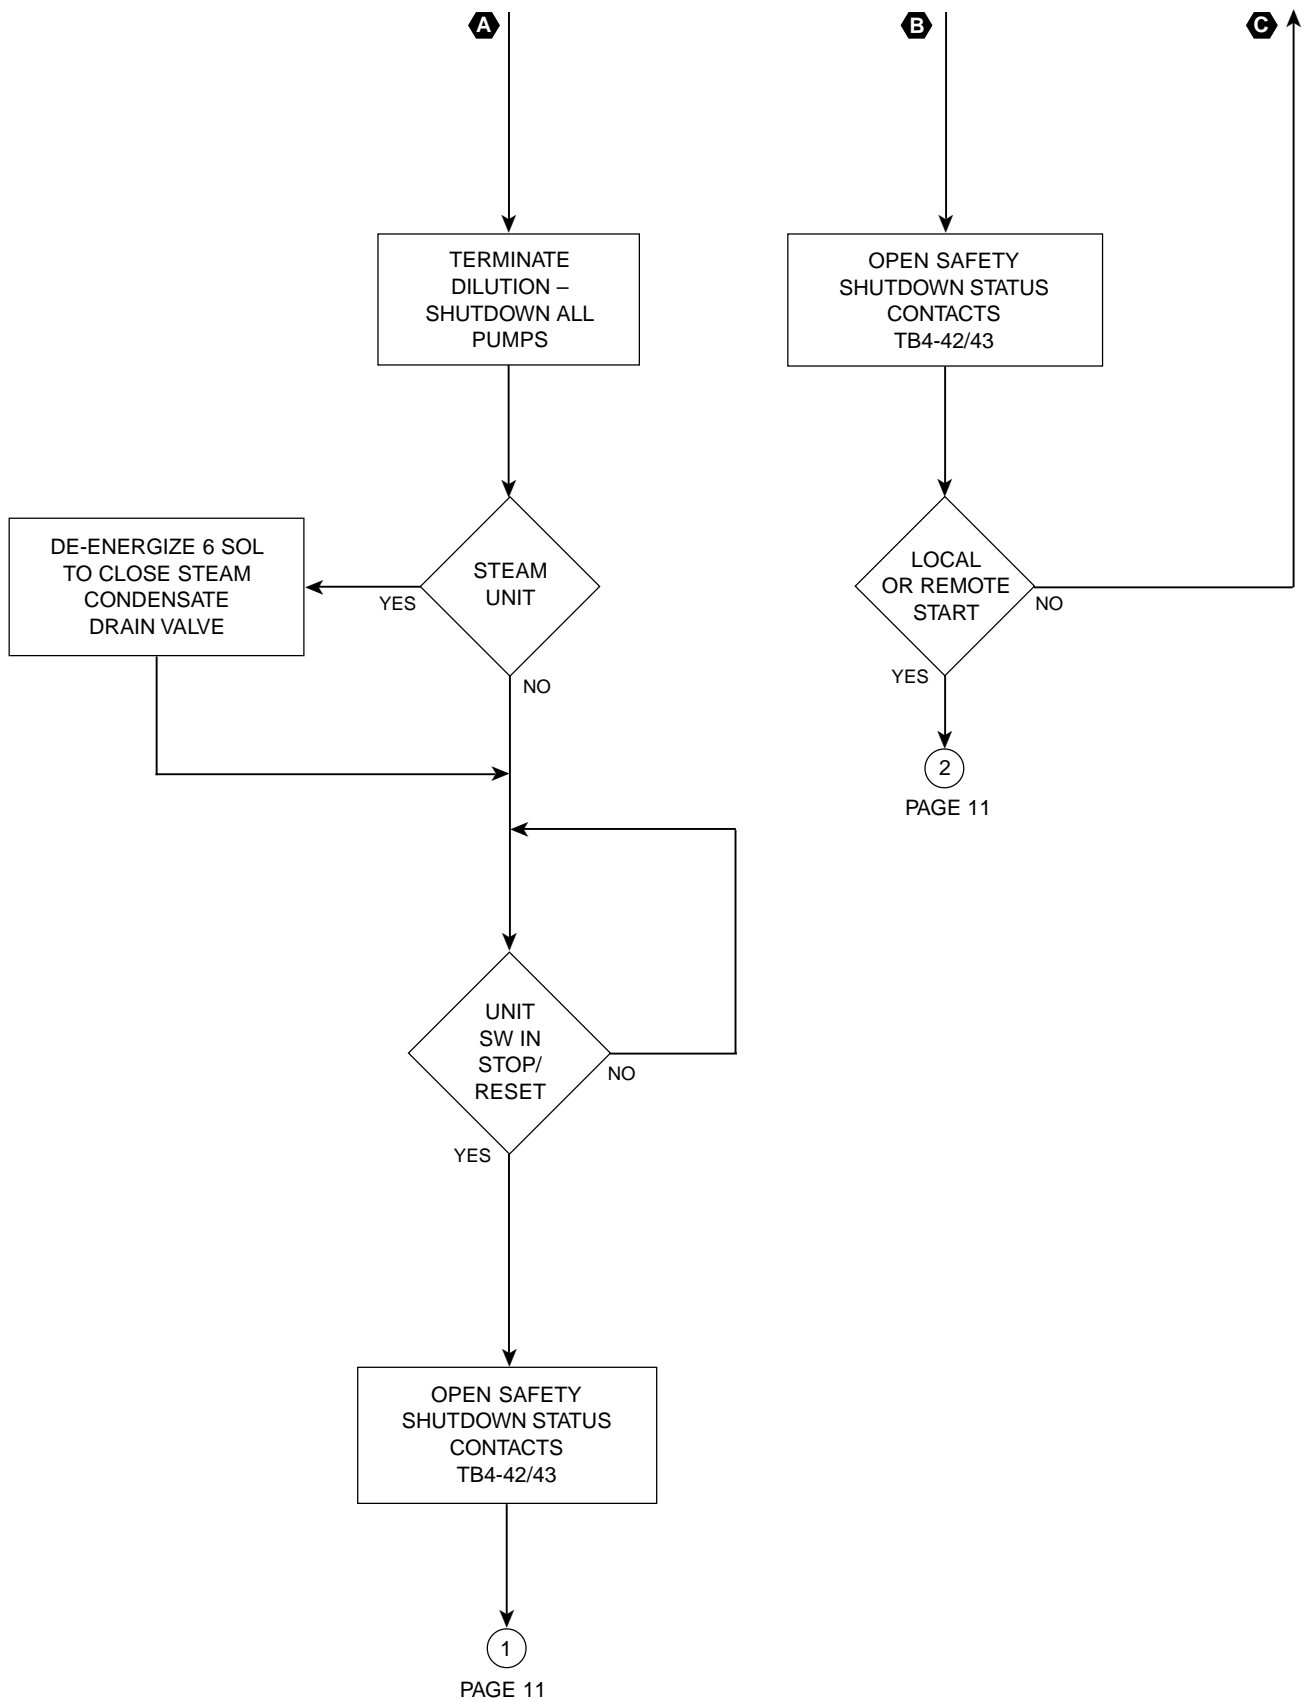 A
B
C
TERMINATE
DILUTION –
SHUTDOWN ALL
PUMPS
OPEN SAFETY
SHUTDOWN STATUS
CONTACTS
TB4-42/43
DE-ENERGIZE 6 SOL
TO CLOSE STEAM
CONDENSATE
DRAIN VALVE
YES
STEAM
UNIT
NO
LOCAL
OR REMOTE
START
NO
YES
2
PAGE 11
UNIT
SW IN
STOP/
RESET
NO
YES
OPEN SAFETY
SHUTDOWN STATUS
CONTACTS
TB4-42/43
1
PAGE 11